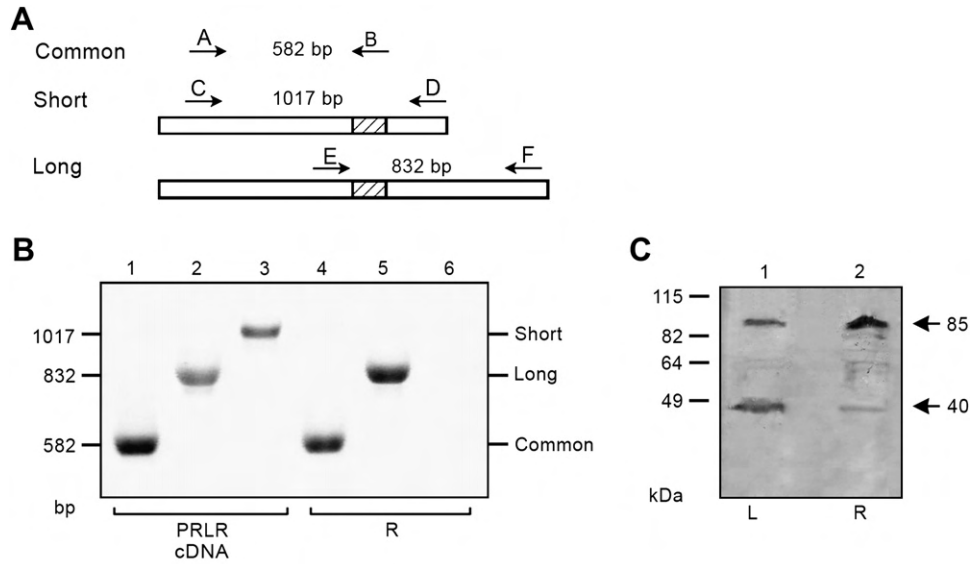 A
Common A 582 bp B
Short C 1017 bp D
Long E 832 bp F
B
1 2 3 4 5 6
1017 Short
832 Long
582 Common
bp
PRLR
cDNA
R
C
1 2
115
82
64
49
85
40
kDa
L R